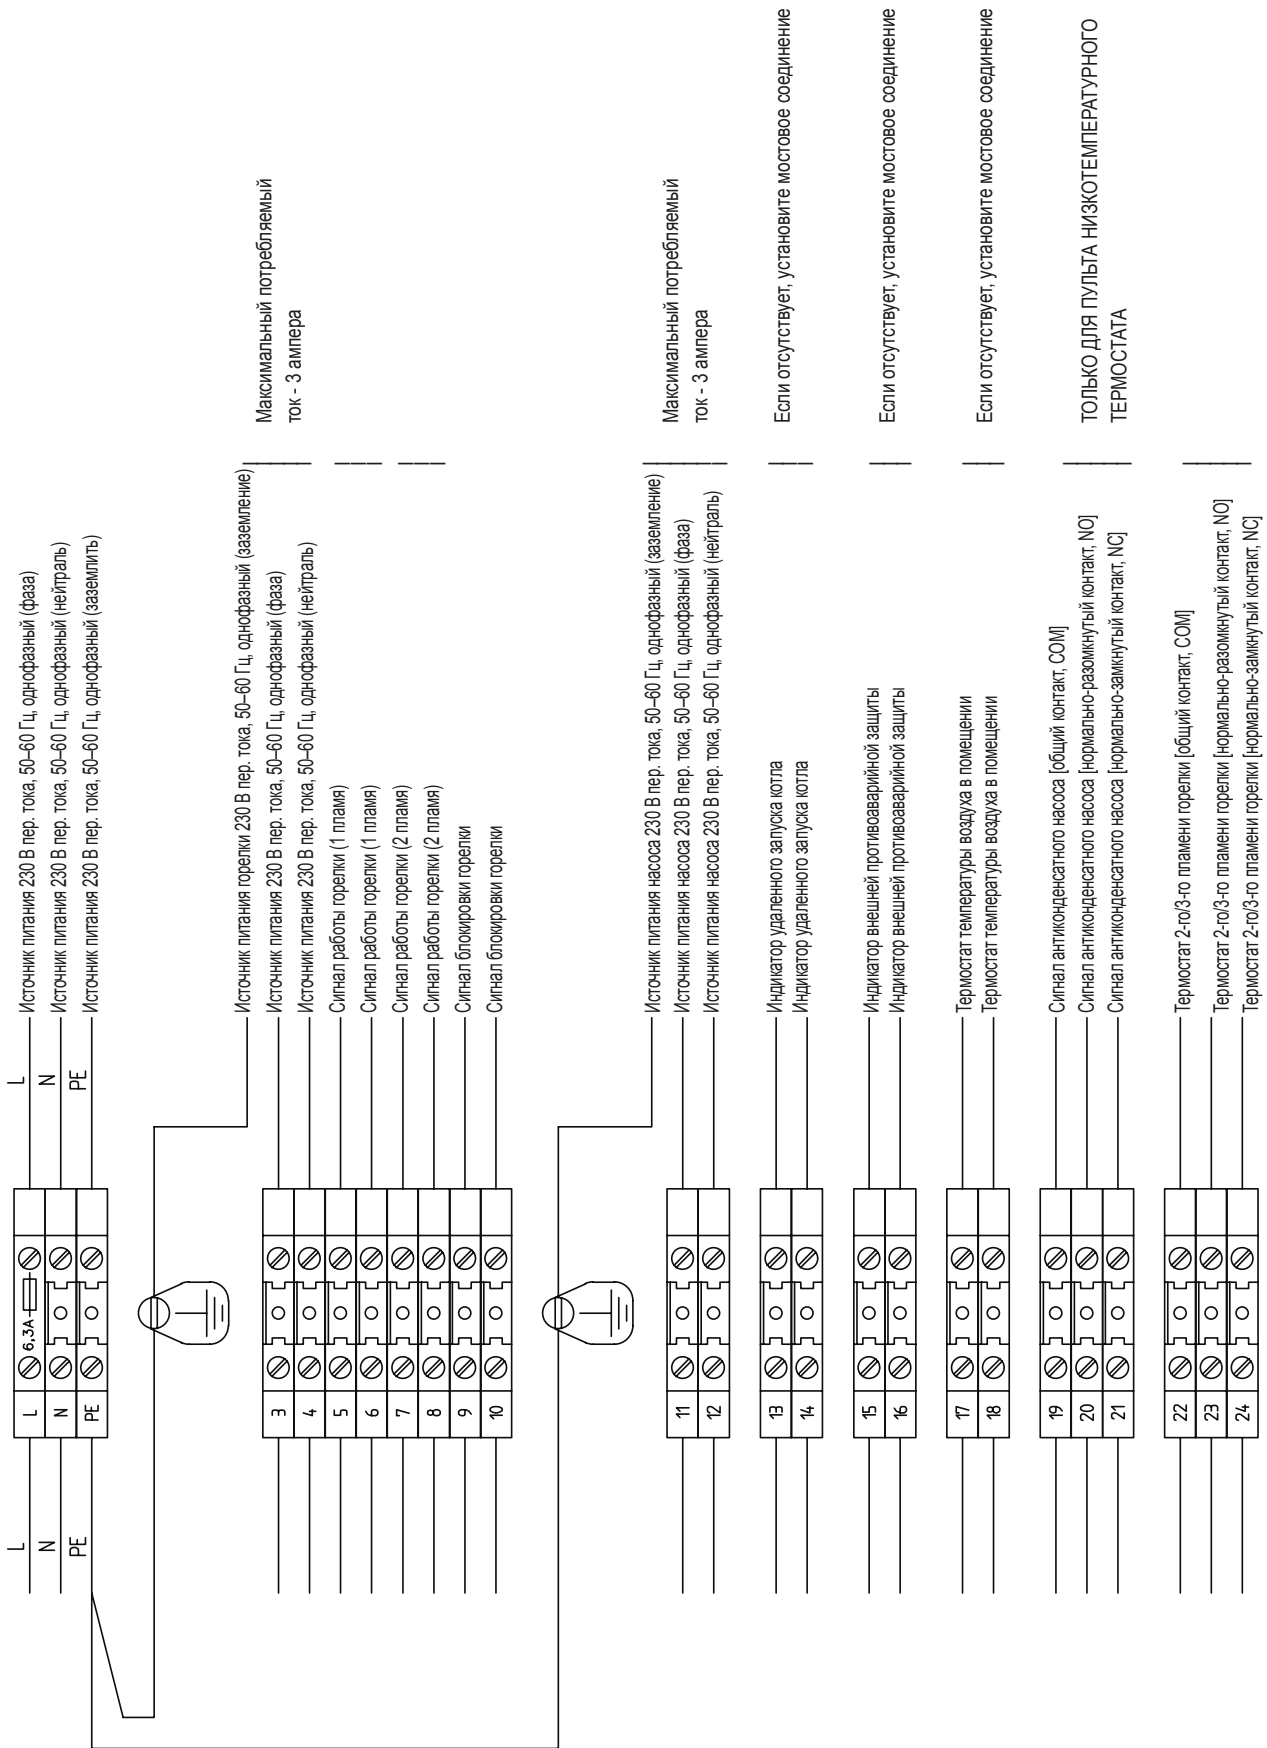 L
N
PE
L
6,3А
N
PE
L
N
PE
Источник питания 230 В пер. тока, 50–60 Гц, однофазный (фаза)
Источник питания 230 В пер. тока, 50–60 Гц, однофазный (нейтраль)
Источник питания 230 В пер. тока, 50–60 Гц, однофазный (заземлить)
Источник питания горелки 230 В пер. тока, 50–60 Гц, однофазный (заземление)
3
Источник питания 230 В пер. тока, 50–60 Гц, однофазный (фаза)
4
Источник питания 230 В пер. тока, 50–60 Гц, однофазный (нейтраль)
Максимальный потребляемый
ток - 3 ампера
5
Сигнал работы горелки (1 пламя)
6
Сигнал работы горелки (1 пламя)
7
Сигнал работы горелки (2 пламя)
8
Сигнал работы горелки (2 пламя)
9
Сигнал блокировки горелки
10
Сигнал блокировки горелки
Источник питания насоса 230 В пер. тока, 50–60 Гц, однофазный (заземление)
11
Источник питания насоса 230 В пер. тока, 50–60 Гц, однофазный (фаза)
12
Источник питания насоса 230 В пер. тока, 50–60 Гц, однофазный (нейтраль)
Максимальный потребляемый
ток - 3 ампера
13
Индикатор удаленного запуска котла
14
Индикатор удаленного запуска котла
Если отсутствует, установите мостовое соединение
15
Индикатор внешней противоаварийной защиты
16
Индикатор внешней противоаварийной защиты
Если отсутствует, установите мостовое соединение
17
Термостат температуры воздуха в помещении
18
Термостат температуры воздуха в помещении
Если отсутствует, установите мостовое соединение
19
Сигнал антиконденсатного насоса [общий контакт, COM]
20
Сигнал антиконденсатного насоса [нормально-разомкнутый контакт, NO]
21
Сигнал антиконденсатного насоса [нормально-замкнутый контакт, NC]
ТОЛЬКО ДЛЯ ПУЛЬТА НИЗКОТЕМПЕРАТУРНОГО
ТЕРМОСТАТА
22
Термостат 2-го/3-го пламени горелки [общий контакт, COM]
23
Термостат 2-го/3-го пламени горелки [нормально-разомкнутый контакт, NO]
24
Термостат 2-го/3-го пламени горелки [нормально-замкнутый контакт, NC]